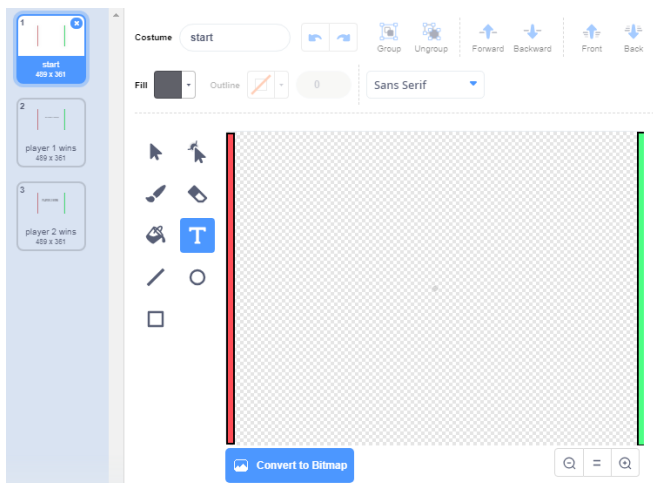 1
start
489 x 361
2
player 1 wins
489 x 361
3
player 2 wins
489 x 361
Costume
start
Group
Ungroup
Forward
Backward
Front
Back
Fill
Outline
0
Sans Serif
T
Convert to Bitmap